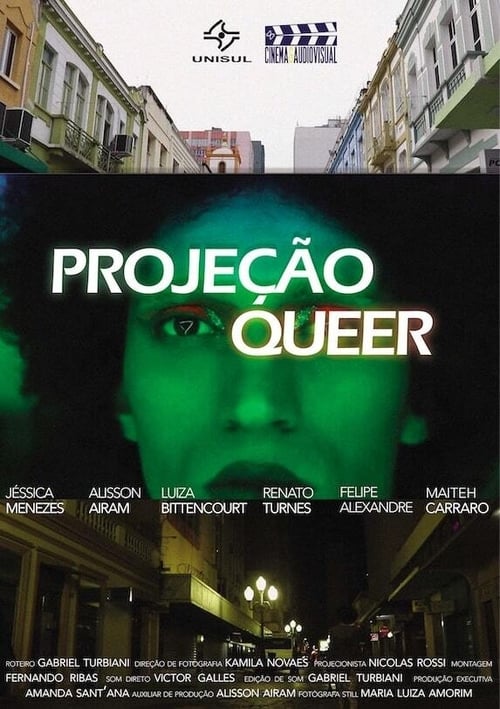 UNISUL
CINEMA&AUDIOVISUAL
PROJEÇÃO
QUEER
JÉSSICA MENEZES
ALISSON AIRAM
LUIZA BITTENCOURT
RENATO TURNES
FELIPE ALEXANDRE
MAITEH CARRARO
ROTEIRO GABRIEL TURBIANI DIREÇÃO DE FOTOGRAFIA KAMILA NOVAES PROJECIONISTA NICOLAS ROSSI MONTAGEM
FERNANDO RIBAS SOM DIRETO VICTOR GALLES EDIÇÃO DE SOM GABRIEL TURBIANI PRODUÇÃO EXECUTIVA
AMANDA SANT'ANA AUXILIAR DE PRODUÇÃO ALISSON AIRAM FOTÓGRAFA STILL MARIA LUIZA AMORIM